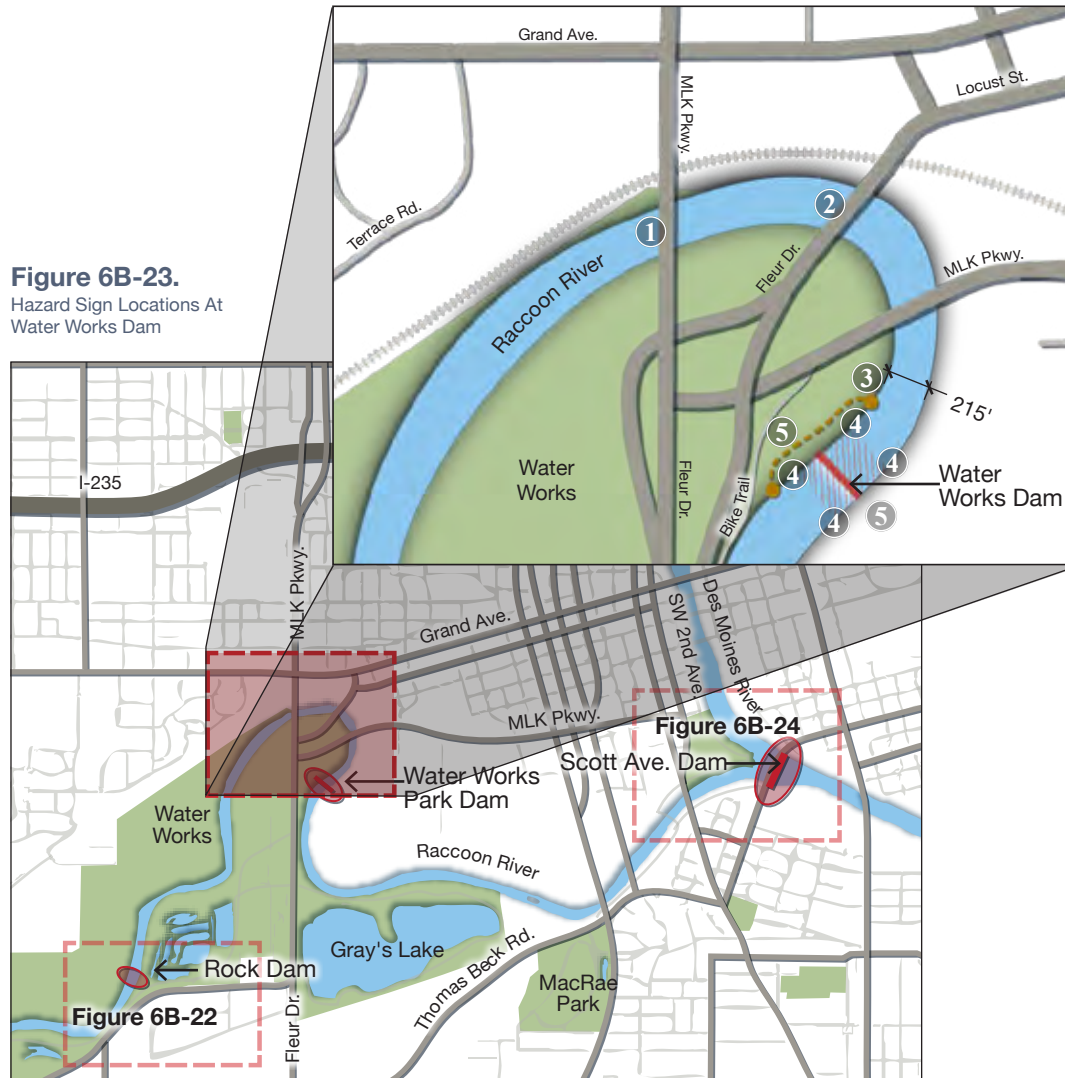 Grand Ave.
MLK Pkwy.
Locust St.
Terrace Rd.
1
2
Raccoon River
Fleur Dr.
MLK Pkwy.
3
215'
4
5
4
4
Water
Works
Fleur Dr.
Bike Trail
Water
Works Dam
4
5
Figure 6B-23.
Hazard Sign Locations At
Water Works Dam
I-235
MLK Pkwy.
Grand Ave.
SW 2nd Ave.
Des Moines River
MLK Pkwy.
Figure 6B-24
Scott Ave. Dam
Water Works
Park Dam
Water
Works
Raccoon River
Gray's Lake
Rock Dam
Thomas Beck Rd.
MacRae
Park
Figure 6B-22
Fleur Dr.